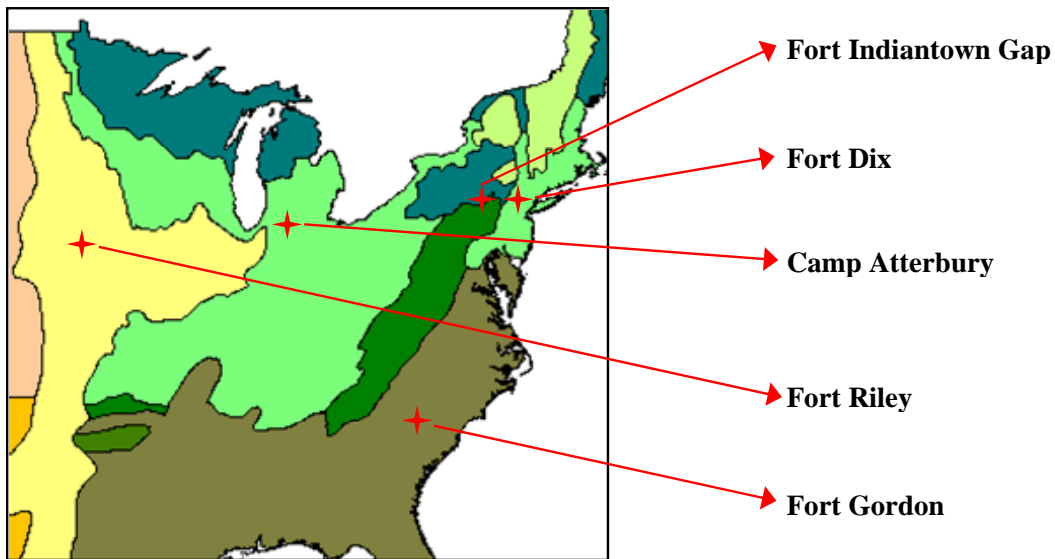 Fort Indiantown Gap
Fort Dix
Camp Atterbury
Fort Riley
Fort Gordon